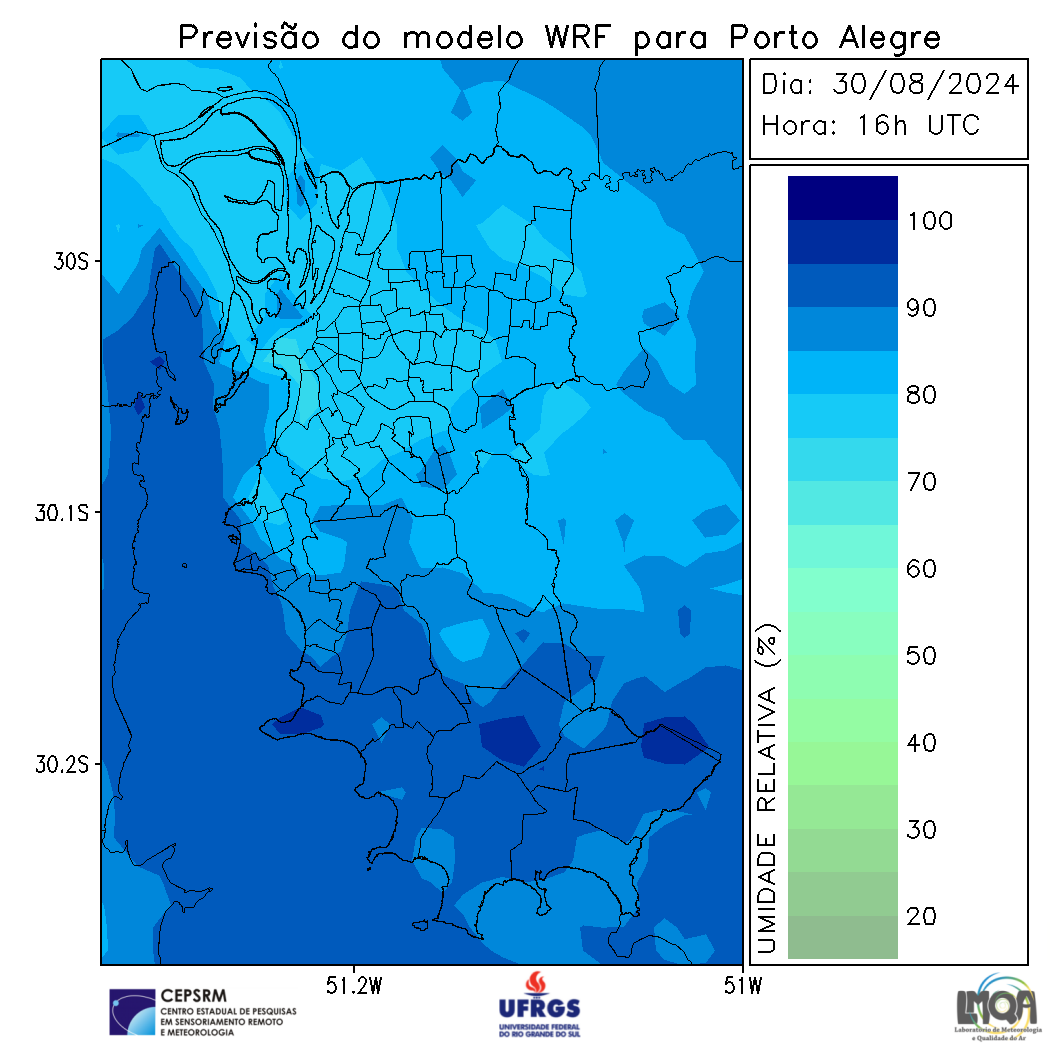 Previsão do modelo WRF para Porto Alegre
Dia: 30/08/2024
Hora: 16h UTC
30S
30.1S
30.2S
51.2W
51W
100
90
80
70
60
50
40
30
20
UMIDADE RELATIVA (%)
CEPSRM
CENTRO ESTADUAL DE PESQUISAS
EM SENSORIAMENTO REMOTO
E METEOROLOGIA
UFRGS
UNIVERSIDADE FEDERAL
DO RIO GRANDE DO SUL
LMQA
Laboratório de Meteorologia
e Qualidade do Ar